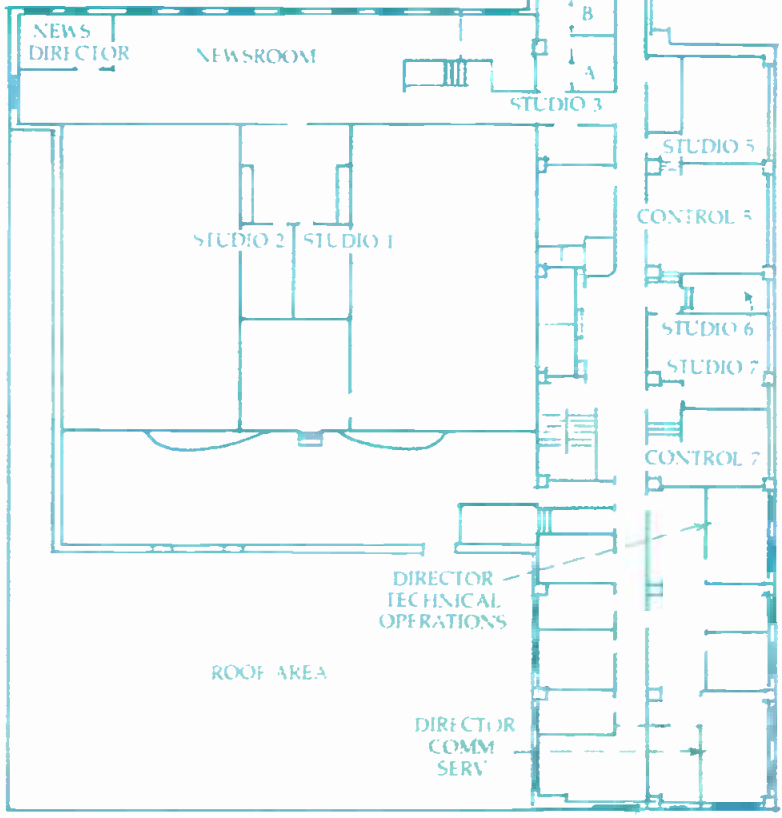 B
NEWS
DIRECTOR
NEWSROOM
A
STUDIO 3
STUDIO 5
CONTROL 5
STUDIO 2
STUDIO 1
STUDIO 6
STUDIO 7
CONTROL 7
DIRECTOR
TECHNICAL
OPERATIONS
ROOF AREA
DIRECTOR
COMM
SERV